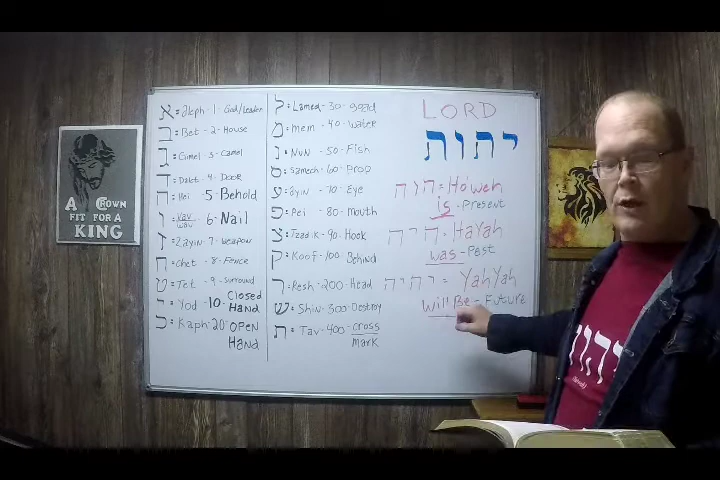 א = Aleph - 1 - God/Leader
ב = Bet - 2 - House
ג = Gimel - 3 - Camel
ד = Dalet - 4 - Door
ה = Hei - 5 - Behold
ו = Vav/wav - 6 - Nail
ז = Zayin - 7 - Weapon
ח = Chet - 8 - Fence
ט = Tet - 9 - Surround
י = Yod - 10 - Closed Hand
כ = Kaph - 20 - Open Hand
ל = Lamed - 30 - goad
מ = mem - 40 - water
נ = Nun - 50 - Fish
ס = Samech - 60 - Prop
ע = Ayin - 70 - Eye
פ = Pei - 80 - Mouth
צ = Tzadik - 90 - Hook
ק = Koof - 100 - Behind
ר = Resh - 200 - Head
ש = Shin - 300 - Destroy
ת = Tav - 400 - cross
mark
LORD
יהוה
הוה = Ho'weh
is - Present
היה = HaYah
was - Past
יהיה = YahYah
Will Be - Future
A CROWN
FIT FOR A
KING
יהוה